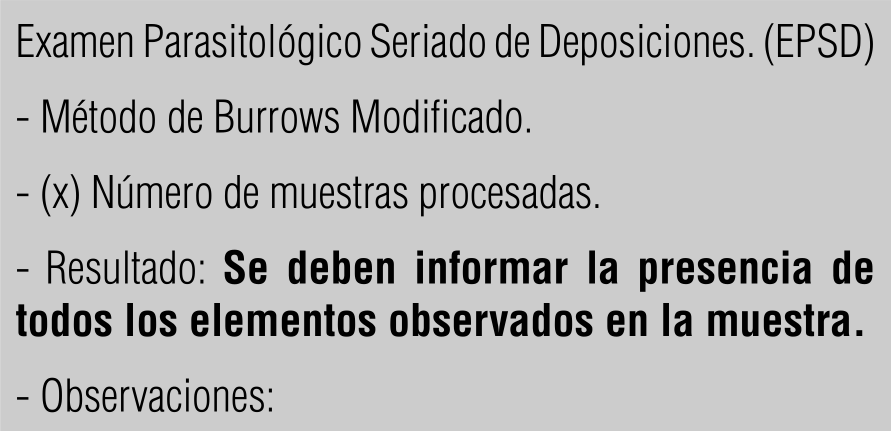 Examen Parasitológico Seriado de Deposiciones. (EPSD)
- Método de Burrows Modificado.
- (x) Número de muestras procesadas.
- Resultado: Se deben informar la presencia de
todos los elementos observados en la muestra.
- Observaciones: